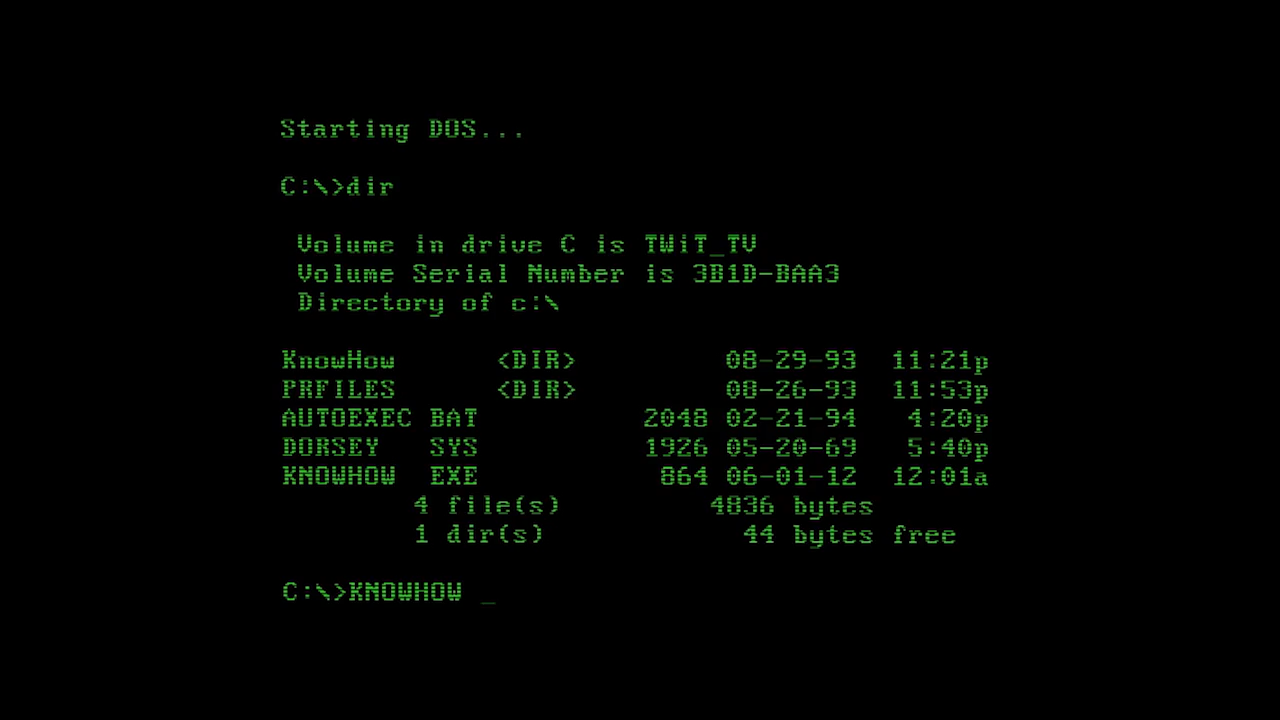 Starting DOS...
C:\>dir
Volume in drive C is TWiT_TV
Volume Serial Number is 3B1D-BAA3
Directory of c:\
KnowHow <DIR> 08-29-93 11:21p
PRFILES <DIR> 08-26-93 11:53p
AUTOEXEC BAT 2048 02-21-94 4:20p
DORSEY SYS 1926 05-20-69 5:40p
KNOWHOW EXE 864 06-01-12 12:01a
4 file(s) 4836 bytes
1 dir(s) 44 bytes free
C:\>KNOWHOW _